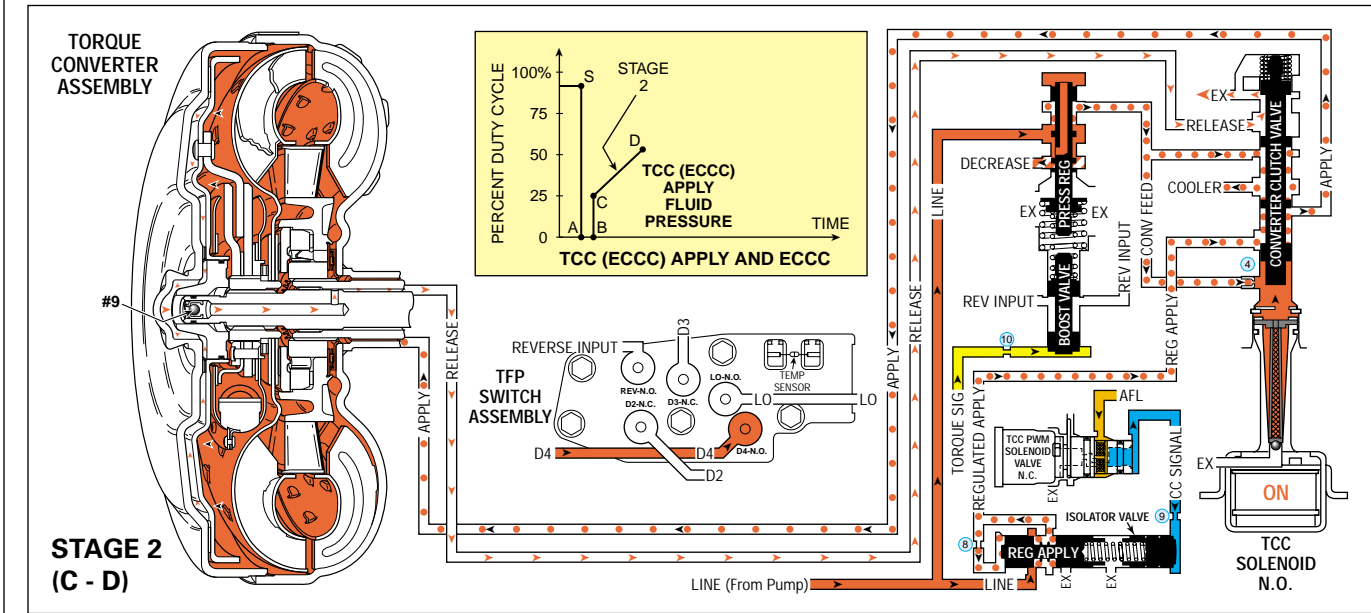 TORQUE
CONVERTER
ASSEMBLY
#9
STAGE 2
(C - D)
PERCENT DUTY CYCLE
100%
75
50
25
0
S
A
B
C
D
STAGE
2
TCC (ECCC)
APPLY
FLUID
PRESSURE
TIME
TCC (ECCC) APPLY AND ECCC
REVERSE INPUT
D3
TFP
SWITCH
ASSEMBLY
REV-N.O.
D2-N.C.
D3-N.C.
LO-N.O.
D4-N.O.
TEMP
SENSOR
LO
LO
D4
D4
D2
RELEASE
APPLY
APPLY
RELEASE
LINE
LINE (From Pump)
LINE
DECREASE
PRESS REG
EX
EX
BOOST VALVE
REV INPUT
REV INPUT
CONV FEED
10
TORQUE SIG
REGULATED APPLY
REG APPLY
AFL
TCC PWM
SOLENOID
VALVE
N.C.
EX
CC SIGNAL
ISOLATOR VALVE
9
8
REG APPLY
EX
EX
EX
RELEASE
COOLER
CONVERTER CLUTCH VALVE
APPLY
4
EX
ON
TCC
SOLENOID
N.O.